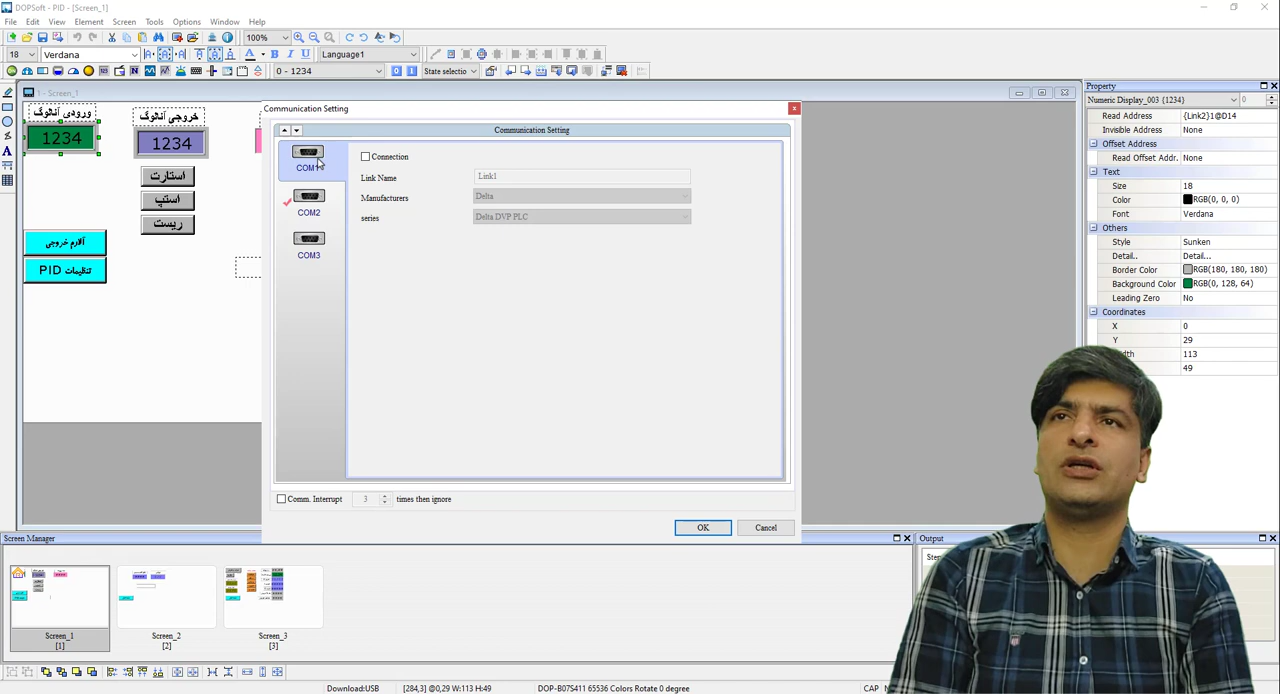 DOPSoft - [Screen_1]
File Edit View Element Screen Tools Options Window Help
100%
18 Verdana A B I U Language1
0 - 1234 0 1 State selectio
1 - Screen_1
ورودی آنالوگ
1234
خروجی آنالوگ
1234
استارت
استپ
ریست
آلارم خروجی
تنظیمات PID
Communication Setting
Communication Setting
COM1
COM2
COM3
Connection
Link Name Link1
Manufacturers Delta
series Delta DVP PLC
Comm. Interrupt 3 times then ignore
OK Cancel
Property
Numeric Display_003 {1234} 0
Read Address {Link2}1@D14
Invisible Address None
Offset Address
Read Offset Addr. None
Text
Size 18
Color RGB(0, 0, 0)
Font Verdana
Others
Style Sunken
Detail.. Detail...
Border Color RGB(180, 180, 180)
Background Color RGB(0, 128, 64)
Leading Zero No
Coordinates
X 0
Y 29
113
49
Screen Manager
Screen_1
[1]
Screen_2
[2]
Screen_3
[3]
Output
Download:USB [284,3] @0,29 W:113 H:49 DOP-B07S411 65536 Colors Rotate 0 degree CAP